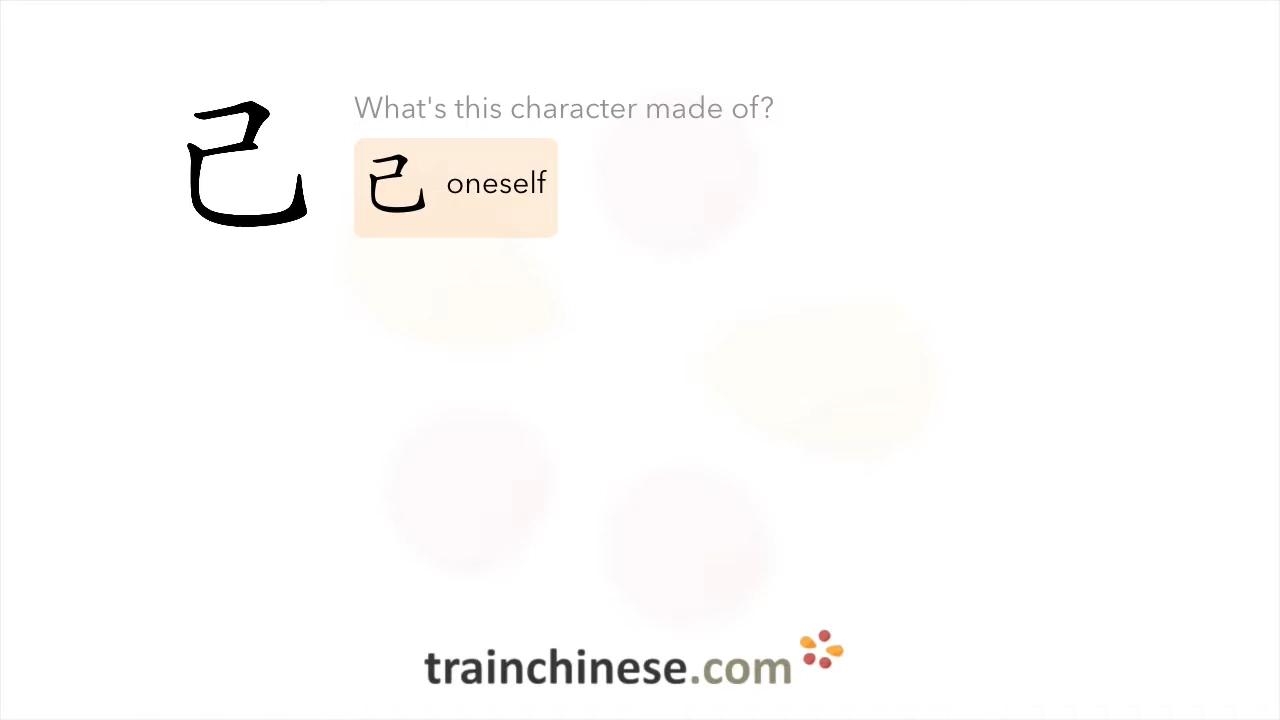 己
What's this character made of?
己 oneself
trainchinese.com